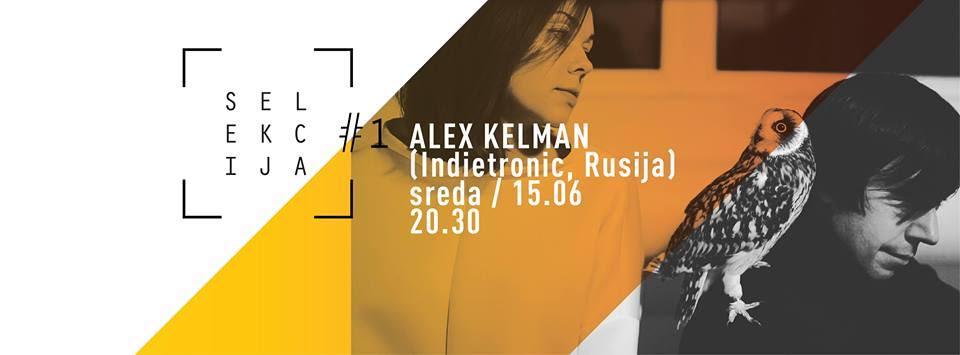 SEL
EKC
IJA
#1
ALEX KELMAN
(Indietronic, Rusija)
sreda / 15.06
20.30